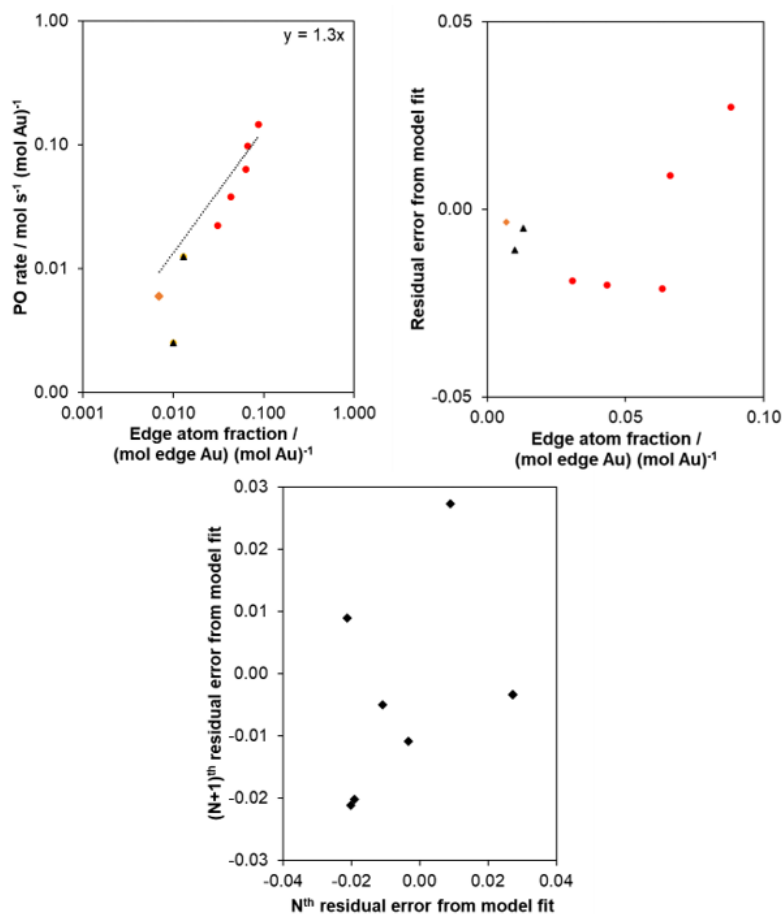 y = 1.3x
1.00
0.10
0.01
0.00
PO rate / mol s⁻¹ (mol Au)⁻¹
0.001 0.010 0.100 1.000
Edge atom fraction /
(mol edge Au) (mol Au)⁻¹
0.05
0.00
-0.05
Residual error from model fit
0.00 0.05 0.10
Edge atom fraction /
(mol edge Au) (mol Au)⁻¹
0.03
0.02
0.01
0.00
-0.01
-0.02
-0.03
(N+1)ᵗʰ residual error from model fit
-0.04 -0.02 0.00 0.02 0.04
Nᵗʰ residual error from model fit